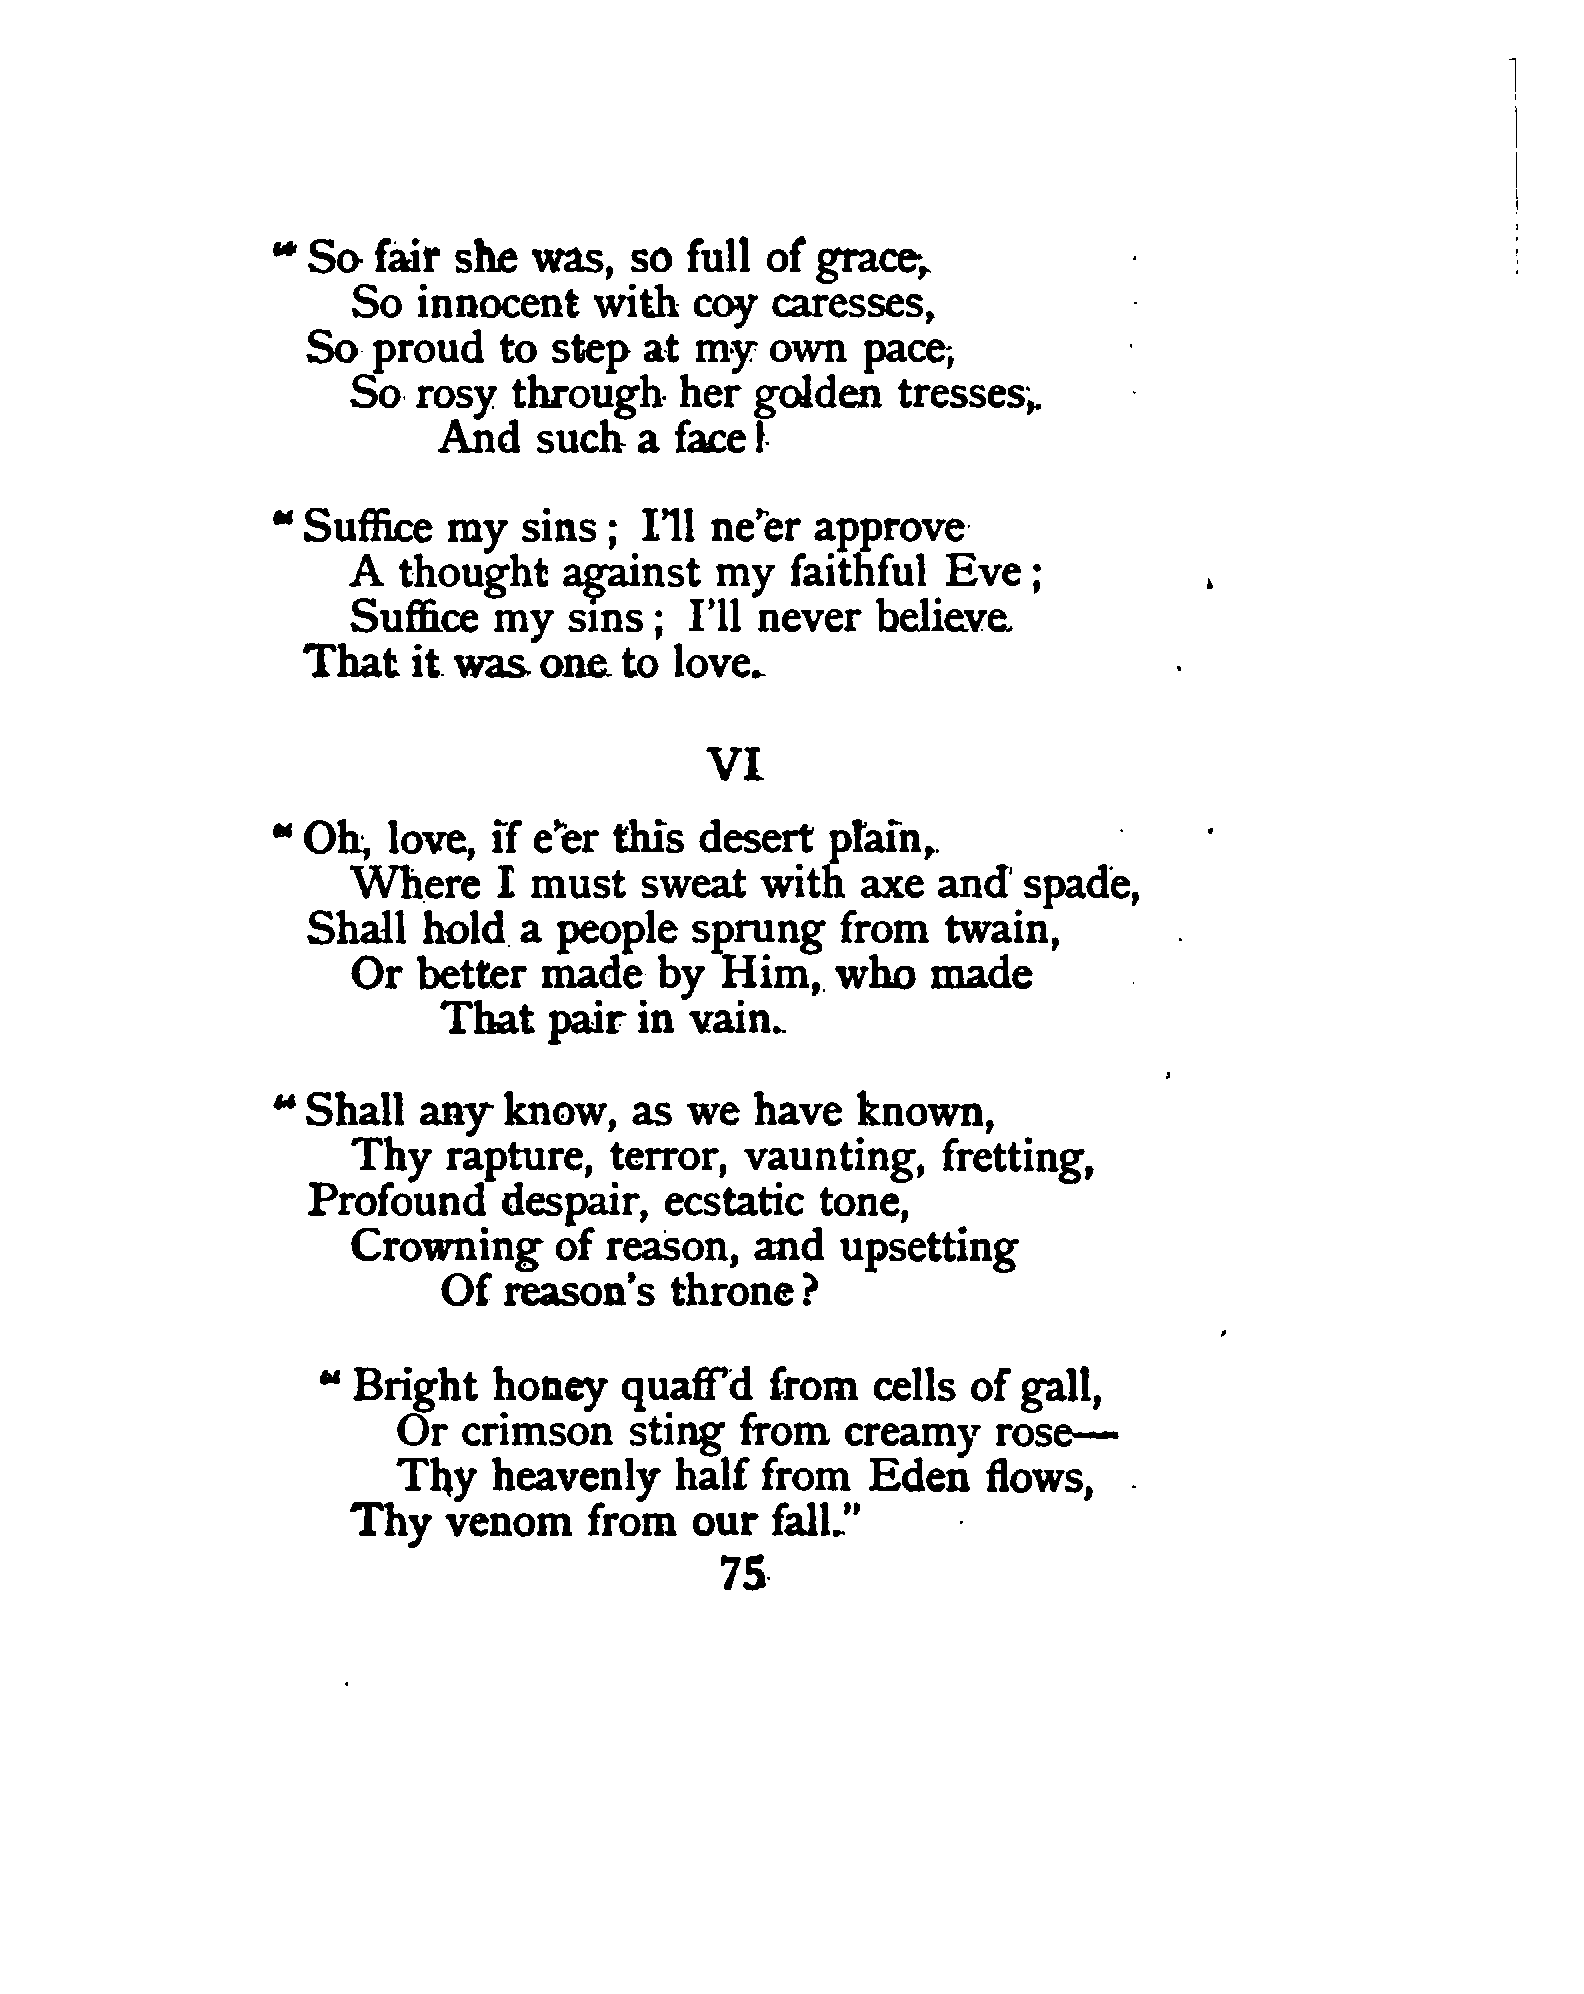 “ So fair she was, so full of grace,
So innocent with coy caresses,
So proud to step at my own pace,
So rosy through her golden tresses,
And such a face!
“ Suffice my sins ; I'll ne'er approve
A thought against my faithful Eve ;
Suffice my sins ; I'll never believe
That it was one to love.
VI
“ Oh, love, if e'er this desert plain,
Where I must sweat with axe and spade,
Shall hold a people sprung from twain,
Or better made by Him, who made
That pair in vain.
“ Shall any know, as we have known,
Thy rapture, terror, vaunting, fretting,
Profound despair, ecstatic tone,
Crowning of reason, and upsetting
Of reason's throne ?
“ Bright honey quaff'd from cells of gall,
Or crimson sting from creamy rose—
Thy heavenly half from Eden flows,
Thy venom from our fall.”
75